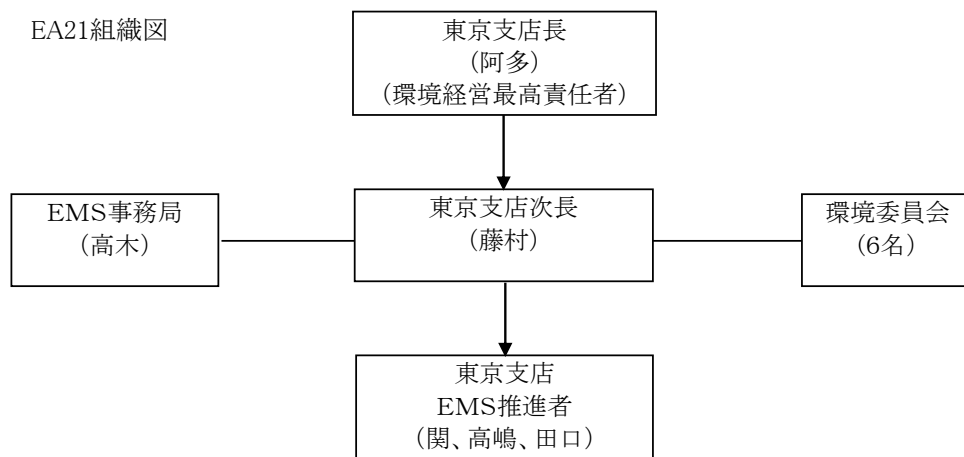 EA21組織図
東京支店長
(阿多)
(環境経営最高責任者)
EMS事務局
(高木)
東京支店次長
(藤村)
環境委員会
(6名)
東京支店
EMS推進者
(関、高嶋、田口)